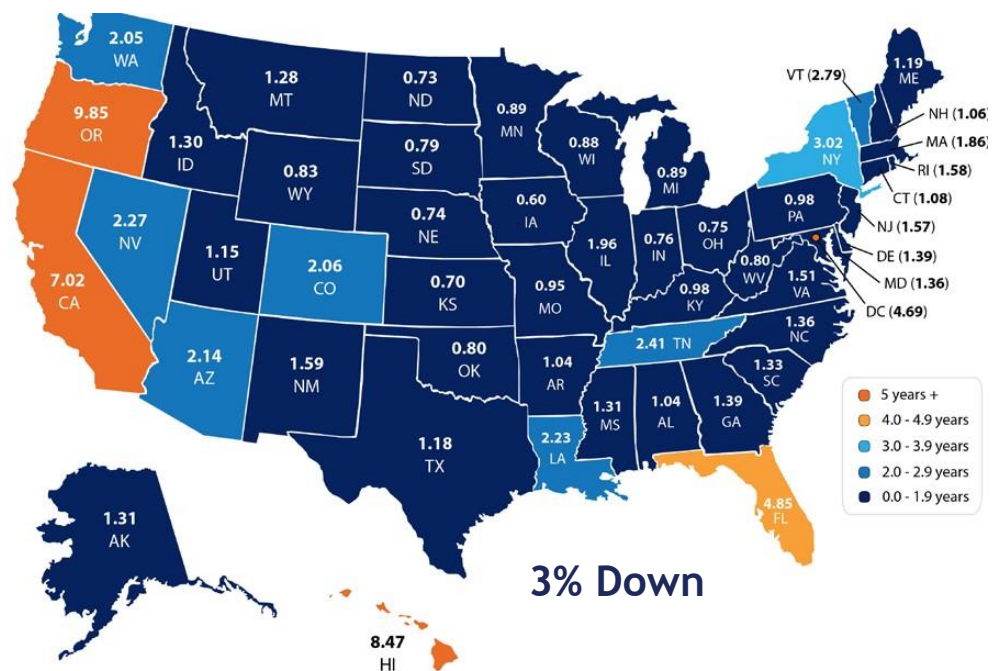 2.05
WA
9.85
OR
7.02
CA
2.27
NV
1.30
ID
1.28
MT
0.83
WY
1.15
UT
2.06
CO
2.14
AZ
1.59
NM
0.73
ND
0.79
SD
0.74
NE
0.70
KS
0.80
OK
1.18
TX
0.89
MN
0.60
IA
0.95
MO
1.04
AR
2.23
LA
0.88
WI
1.96
IL
0.89
MI
0.76
IN
0.75
OH
0.98
KY
2.41 TN
1.31
MS
1.04
AL
1.39
GA
4.85
FL
1.33
SC
1.36
NC
1.51
VA
0.80
WV
0.98
PA
3.02
NY
VT (2.79)
1.19
ME
NH (1.06)
MA (1.86)
RI (1.58)
CT (1.08)
NJ (1.57)
DE (1.39)
MD (1.36)
DC (4.69)
5 years +
4.0 - 4.9 years
3.0 - 3.9 years
2.0 - 2.9 years
0.0 - 1.9 years
1.31
AK
8.47
HI
3% Down